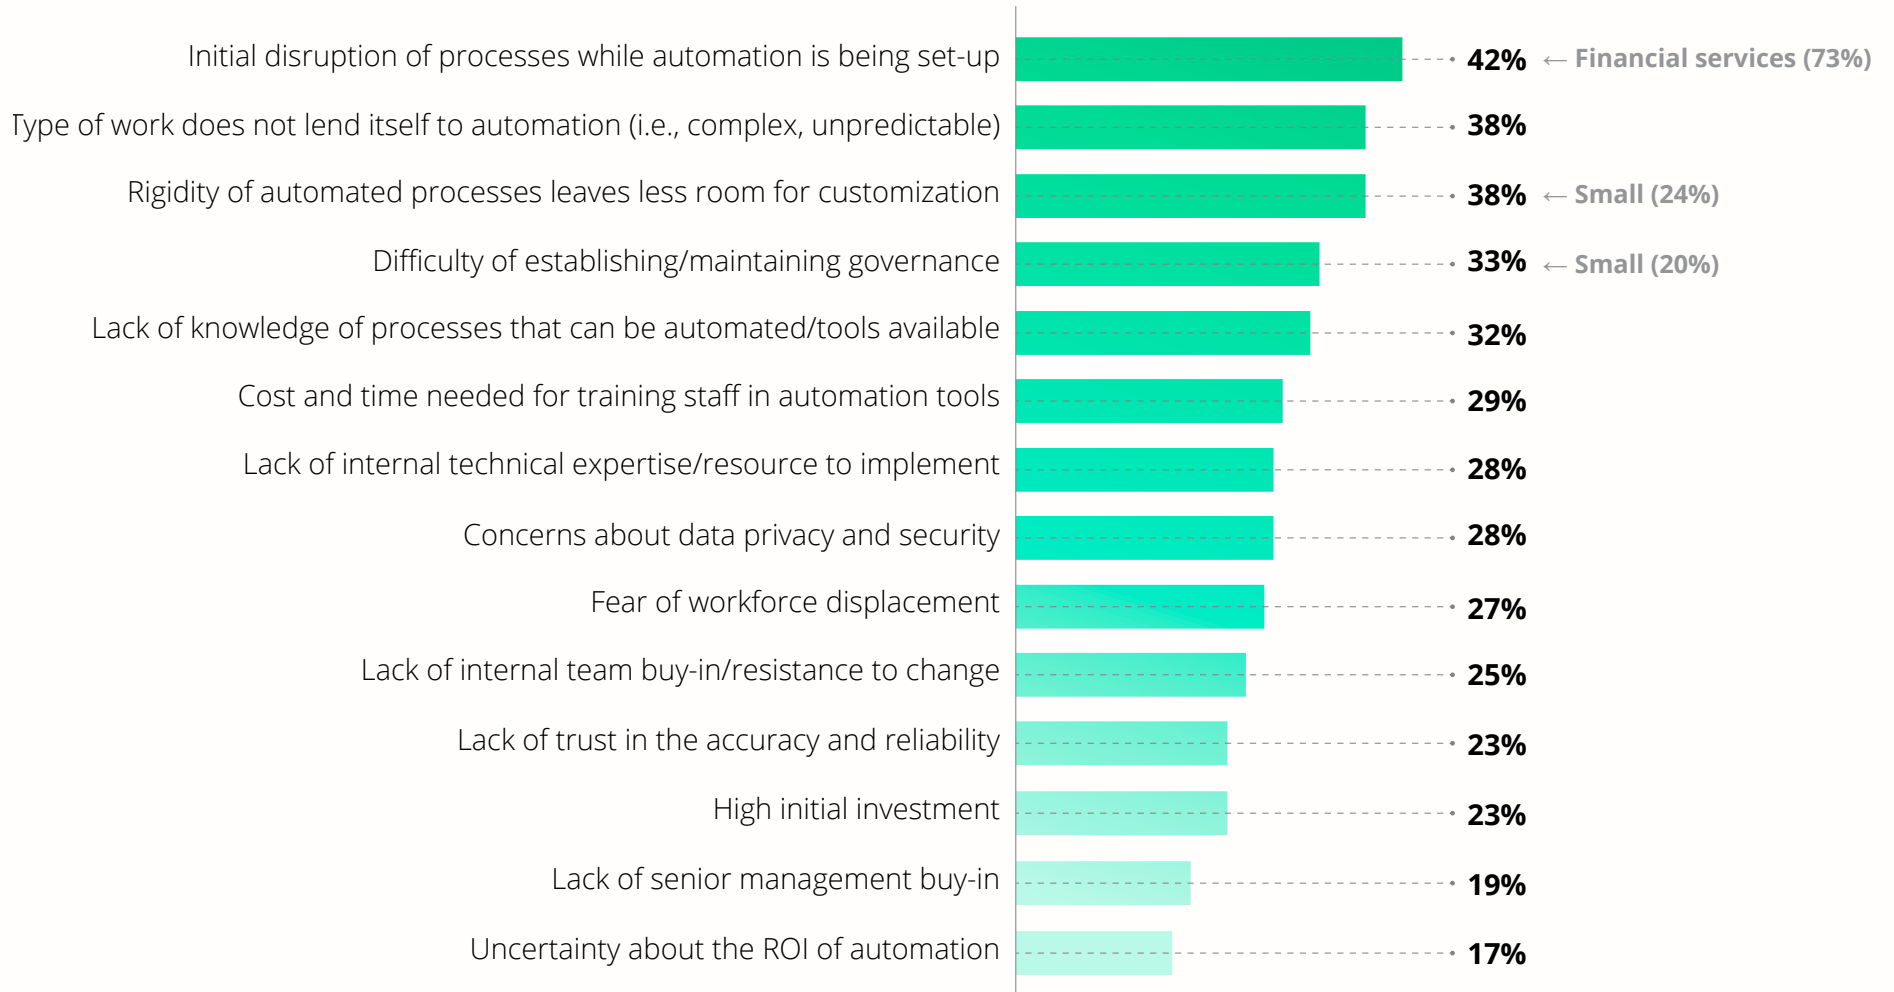 Initial disruption of processes while automation is being set-up 42% ← Financial services (73%)
Type of work does not lend itself to automation (i.e., complex, unpredictable) 38%
Rigidity of automated processes leaves less room for customization 38% ← Small (24%)
Difficulty of establishing/maintaining governance 33% ← Small (20%)
Lack of knowledge of processes that can be automated/tools available 32%
Cost and time needed for training staff in automation tools 29%
Lack of internal technical expertise/resource to implement 28%
Concerns about data privacy and security 28%
Fear of workforce displacement 27%
Lack of internal team buy-in/resistance to change 25%
Lack of trust in the accuracy and reliability 23%
High initial investment 23%
Lack of senior management buy-in 19%
Uncertainty about the ROI of automation 17%